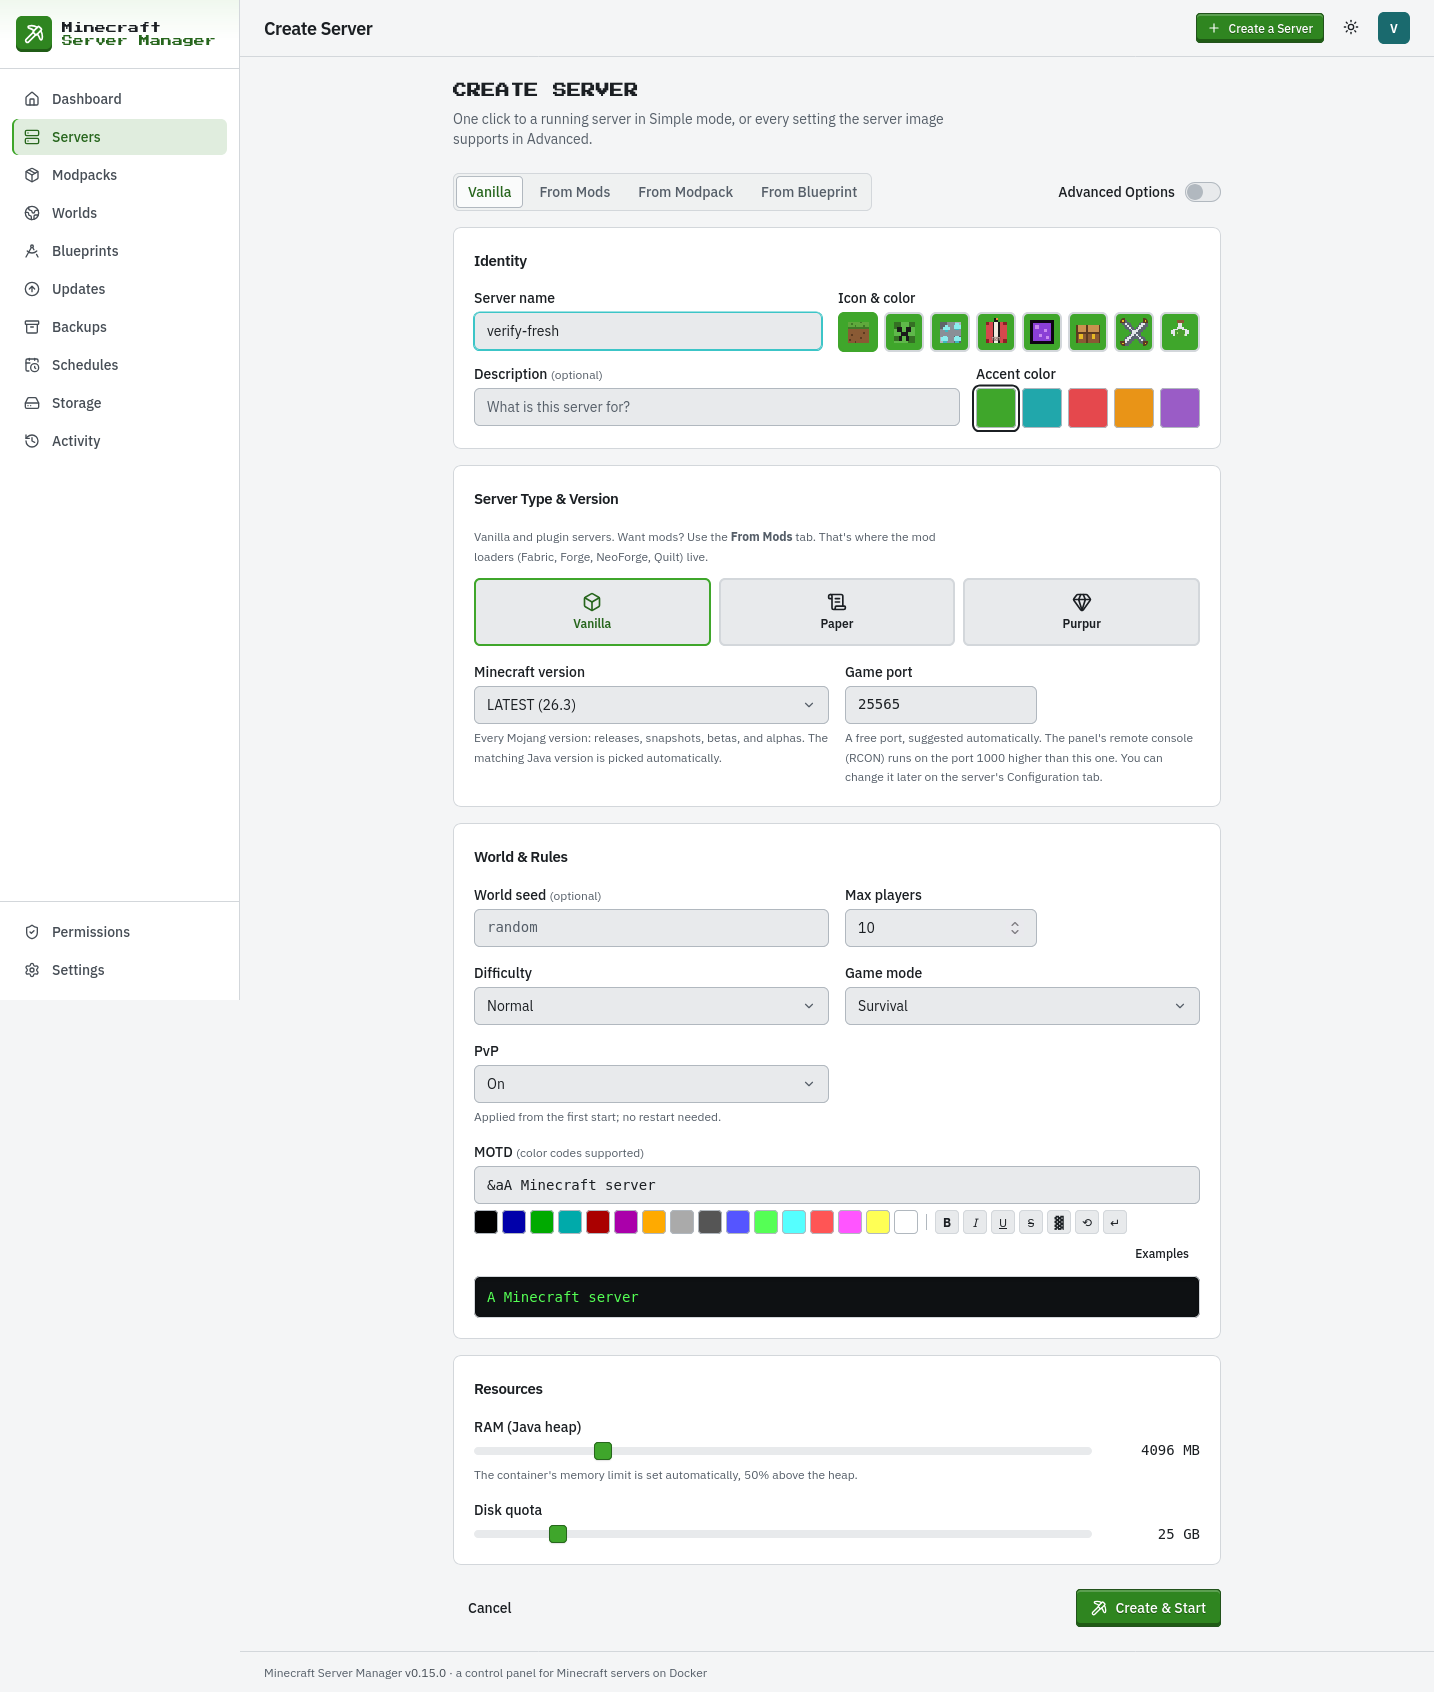 Minecraft
Server Manager
Create Server
Create a Server
V
Dashboard
Servers
Modpacks
Worlds
Blueprints
Updates
Backups
Schedules
Storage
Activity
Permissions
Settings
CREATE SERVER
One click to a running server in Simple mode, or every setting the server image
supports in Advanced.
Vanilla
From Mods
From Modpack
From Blueprint
Advanced Options
Identity
Server name
Icon & color
verify-fresh
Description (optional)
Accent color
What is this server for?
Server Type & Version
Vanilla and plugin servers. Want mods? Use the From Mods tab. That's where the mod
loaders (Fabric, Forge, NeoForge, Quilt) live.
Vanilla
Paper
Purpur
Minecraft version
Game port
LATEST (26.3)
25565
Every Mojang version: releases, snapshots, betas, and alphas. The
matching Java version is picked automatically.
A free port, suggested automatically. The panel's remote console
(RCON) runs on the port 1000 higher than this one. You can
change it later on the server's Configuration tab.
World & Rules
World seed (optional)
Max players
random
10
Difficulty
Game mode
Normal
Survival
PvP
On
Applied from the first start; no restart needed.
MOTD (color codes supported)
&aA Minecraft server
B I U S ▓ ⟲ ↵
Examples
A Minecraft server
Resources
RAM (Java heap)
4096 MB
The container's memory limit is set automatically, 50% above the heap.
Disk quota
25 GB
Cancel
Create & Start
Minecraft Server Manager v0.15.0 · a control panel for Minecraft servers on Docker